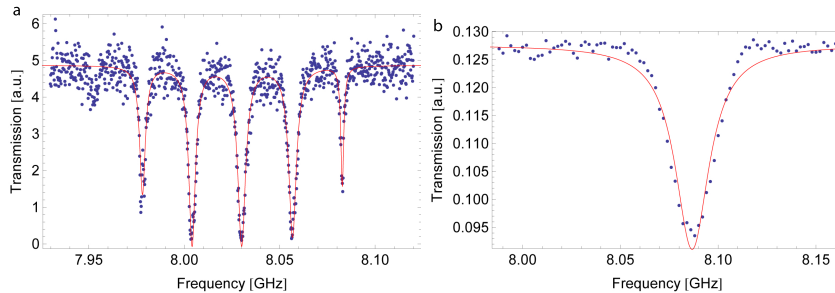 a
6
5
4
3
2
1
0
Transmission [a.u.]
7.95 8.00 8.05 8.10
Frequency [GHz]
b
0.130
0.125
0.120
0.115
0.110
0.105
0.100
0.095
Transmission [a.u.]
8.00 8.05 8.10 8.15
Frequency [GHz]